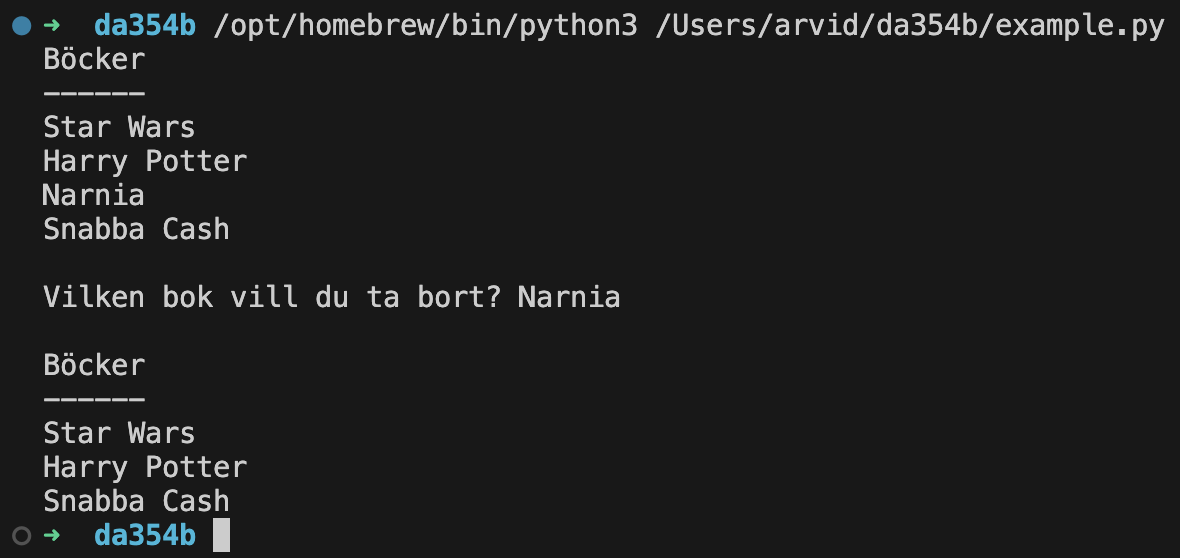 ➜ da354b /opt/homebrew/bin/python3 /Users/arvid/da354b/example.py
Böcker
------
Star Wars
Harry Potter
Narnia
Snabba Cash
Vilken bok vill du ta bort? Narnia
Böcker
------
Star Wars
Harry Potter
Snabba Cash
➜ da354b